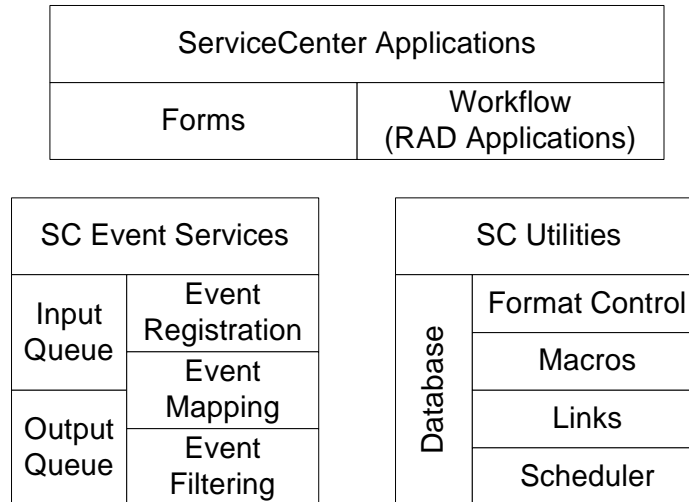 ServiceCenter Applications
Forms
Workflow
(RAD Applications)
SC Event Services
Input
Queue
Output
Queue
Event
Registration
Event
Mapping
Event
Filtering
SC Utilities
Database
Format Control
Macros
Links
Scheduler